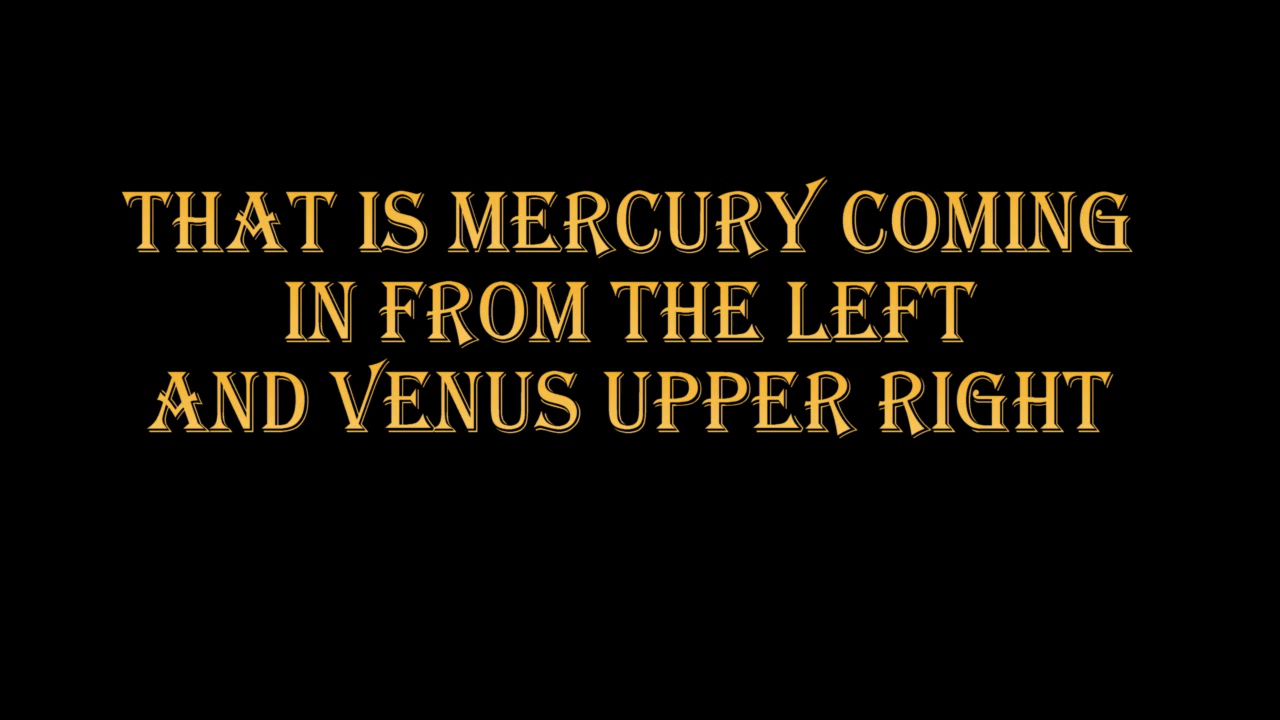 THAT IS MERCURY COMING
IN FROM THE LEFT
AND VENUS UPPER RIGHT